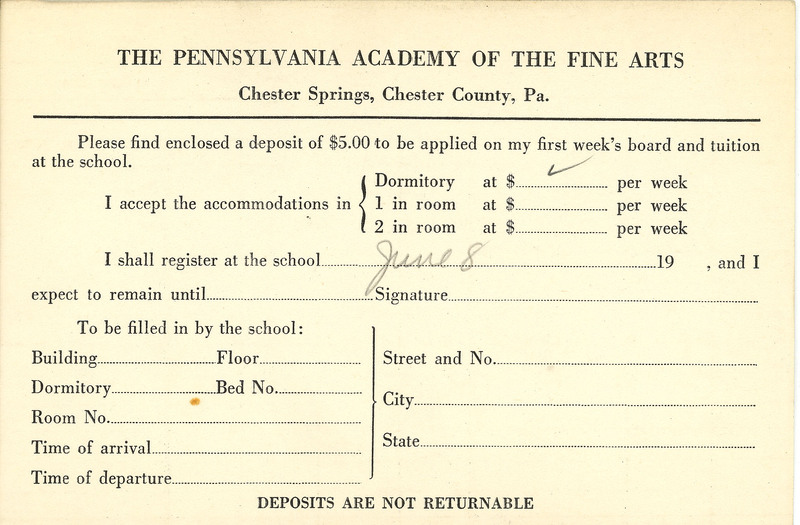 THE PENNSYLVANIA ACADEMY OF THE FINE ARTS
Chester Springs, Chester County, Pa.
Please find enclosed a deposit of $5.00 to be applied on my first week's board and tuition
at the school.
I accept the accommodations in { Dormitory at $ ✓ per week
1 in room at $ per week
2 in room at $ per week
I shall register at the school June 8 19 , and I
expect to remain until Signature
To be filled in by the school:
Building Floor
Dormitory Bed No.
Room No.
Time of arrival
Time of departure
Street and No.
City
State
DEPOSITS ARE NOT RETURNABLE